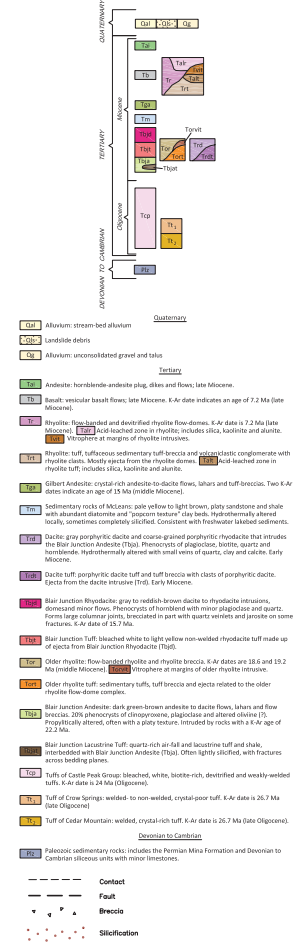 QUATERNARY
Qal
Qls
Qg
TERTIARY
Miocene
Tal
Tb
Talr
Tvit
Tr
Talt
Trt
Tga
Tm
Tbjd
Tbjt
Tbja
Tbjat
Torvit
Tor
Tort
Trd
Trdt
Oligocene
Tcp
Tt1
Tt2
DEVONIAN TO CAMBRIAN
Plz
Quaternary
Qal Alluvium: stream-bed alluvium
Qls Landslide debris
Qg Alluvium: unconsolidated gravel and talus
Tertiary
Tal Andesite: hornblende-andesite plug, dikes and flows; late Miocene.
Tb Basalt: vesicular basalt flows; late Miocene. K-Ar date indicates an age of 7.2 Ma (late
Miocene).
Tr Rhyolite: flow-banded and devitrified rhyolite flow-domes. K-Ar date is 7.2 Ma (late
Miocene). Talr Acid-leached zone in rhyolite; includes silica, kaolinite and alunite.
Tvit Vitrophere at margins of rhyolite intrusives.
Trt Rhyolite: tuff, tuffaceous sedimentary tuff-breccia and volcaniclastic conglomerate with
rhyolite clasts. Mostly ejecta from the rhyolite domes. Talt Acid-leached zone in
rhyolite tuff; includes silica, kaolinite and alunite.
Tga Gilbert Andesite: crystal-rich andesite domes, lahars and tuff-breccias. Two K-Ar
dates indicate an age of 15 Ma (middle Miocene).
Tm Sedimentary rocks of McLeans: pale yellow to light brown, platy sandstone and shale
with abundant diatomite and "popcorn texture" clay beds. Hydrothermally altered
locally, sometimes completely silicified. Consistent with freshwater lakebed sediments.
Trd Dacite: gray porphyritic dacite and coarse-grained porphyritic rhyodacite that intrudes
the Blair Junction Andesite (Tbja). Phenocrysts of plagioclase, biotite, quartz and
hornblende. Hydrothermally altered with small veins of quartz, clay and calcite. Early
Miocene.
Trdt Dacite tuff: porphyritic dacite tuff and tuff breccia with clasts of porphyritic dacite.
Ejecta from the dacite intrusive (Trd). Early Miocene.
Tbjd Blair Junction Rhyodacite: gray to reddish-brown dacite to rhyodacite intrusions,
domesand minor flows. Phenocrysts of hornblend with minor plagioclase and quartz.
Forms large columnar joints, brecciated in part with quartz veinlets and jarosite on some
fractures. K-Ar date of 15.7 Ma.
Tbjt Blair Junction Tuff: bleached white to light yellow non-welded rhyodacite tuff made up
of ejecta from Blair Junction Rhyodacite (Tbjd).
Tor Older rhyolite: flow-banded rhyolite and rhyolite breccia. K-Ar dates are 18.6 and 19.2
Ma (middle Miocene). Torvit Vitrophere at margins of older rhyolite intrusive.
Tort Older rhyolite tuff: sedimentary tuffs, tuff breccia and ejecta related to the older
rhyolite flow-dome complex.
Tbja Blair Junction Andesite: dark green-brown andesite to dacite flows, lahars and flow
breccias. 20% phenocrysts of clinopyroxene, plagioclase and altered olivine (?).
Propylitically altered, often with a platy texture. Intruded by rocks with a K-Ar age of
22.2 Ma.
Tbjat Blair Junction Lacustrine Tuff: quartz-rich air-fall and lacustrine tuff and shale,
interbedded with Blair Junction Andesite (Tbja). Often lightly silicified, with fractures
across bedding planes.
Tcp Tuffs of Castle Peak Group: bleached, white, biotite-rich, devitrified and weakly-welded
tuffs. K-Ar date is 24 Ma (Oligocene).
Tt1 Tuff of Crow Springs: welded- to non-welded, crystal-poor tuff. K-Ar date is 26.7 Ma
(late Oligocene)
Tt2 Tuff of Cedar Mountain: welded, crystal-rich tuff. K-Ar date is 26.7 Ma (late Oligocene).
Devonian to Cambrian
Plz Paleozoic sedimentary rocks: includes the Permian Mina Formation and Devonian to
Cambrian siliceous units with minor limestones.
Contact
Fault
Breccia
Silicification